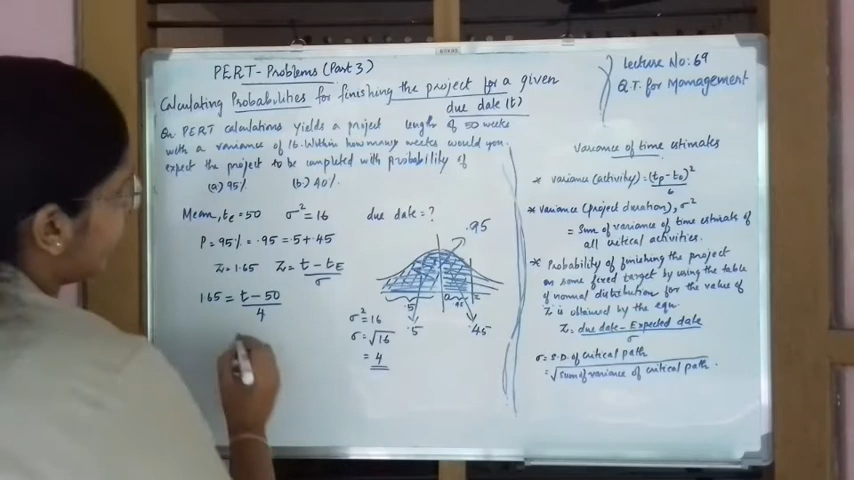 PERT-Problems (Part 3)
Calculating Probabilities for finishing the project for a given
due date (t)
Qn: PERT calculations yields a project length of 50 weeks
with a variance of 16. Within how many weeks would you
expect the project to be completed with probability of
(a) 95% (b) 40%.
Mean, te = 50 σ² = 16 due date = ?
P = 95% = .95 = .5 + .45
Z = 1.65 Z = t - tE / σ
1.65 = t - 50 / 4
.95
.5
.45
.5
.45
σ² = 16
σ = √16
= 4
Lecture No: 69
Q.T. for Management
Variance of time estimates
* Variance (activity) = (tp - to)² / 6
* Variance (project duration), σ²
= Sum of variance of time estimates of
all critical activities.
* Probability of finishing the project
on some fixed target by using the table
of normal distribution for the value of
Z is obtained by the eqn.
Z = due date - Expected date / σ
σ = S.D. of critical path
= √sum of variance of critical path.